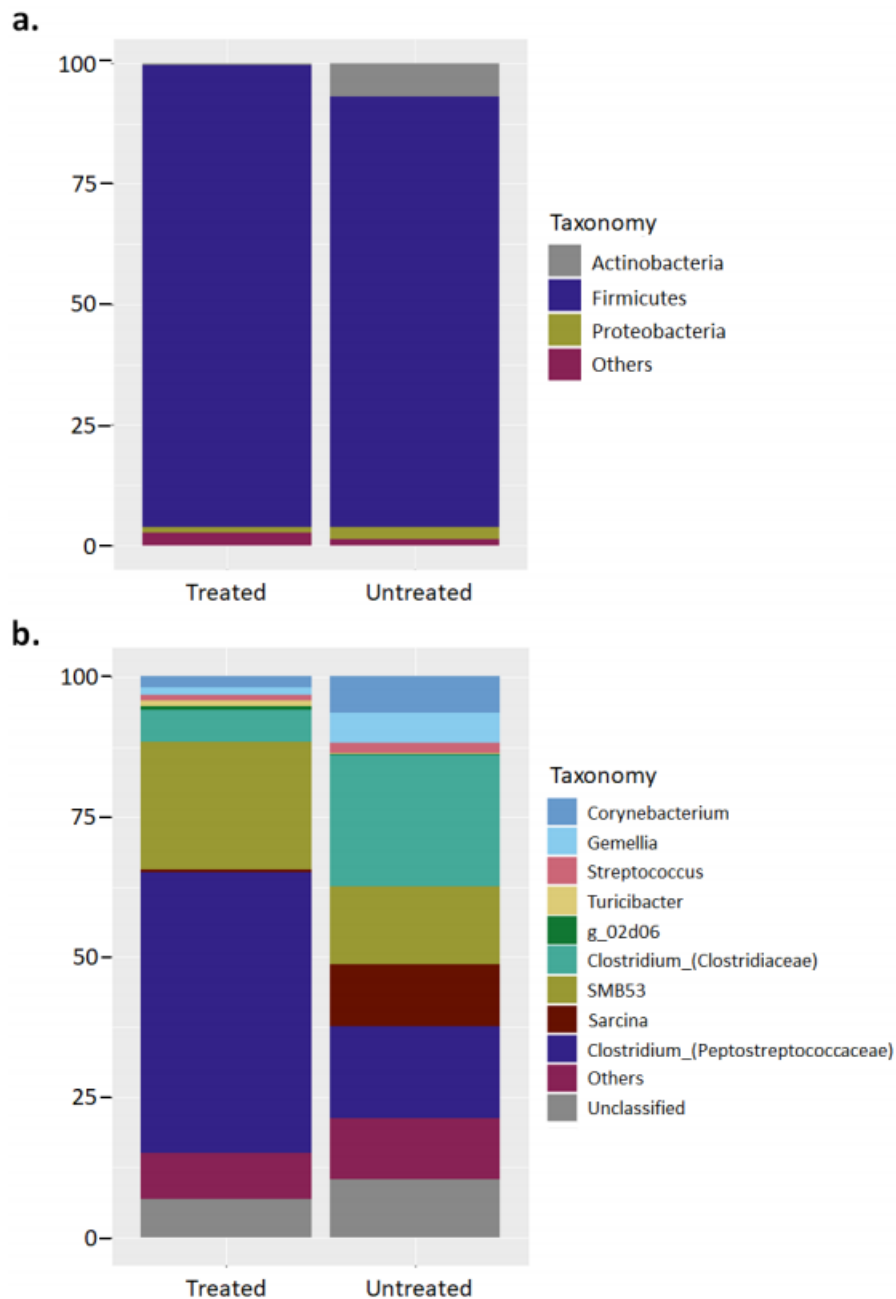 a.
100
75
50
25
0
Treated Untreated
Taxonomy
Actinobacteria
Firmicutes
Proteobacteria
Others
b.
100
75
50
25
0
Treated Untreated
Taxonomy
Corynebacterium
Gemellia
Streptococcus
Turicibacter
g_02d06
Clostridium_(Clostridiaceae)
SMB53
Sarcina
Clostridium_(Peptostreptococcaceae)
Others
Unclassified